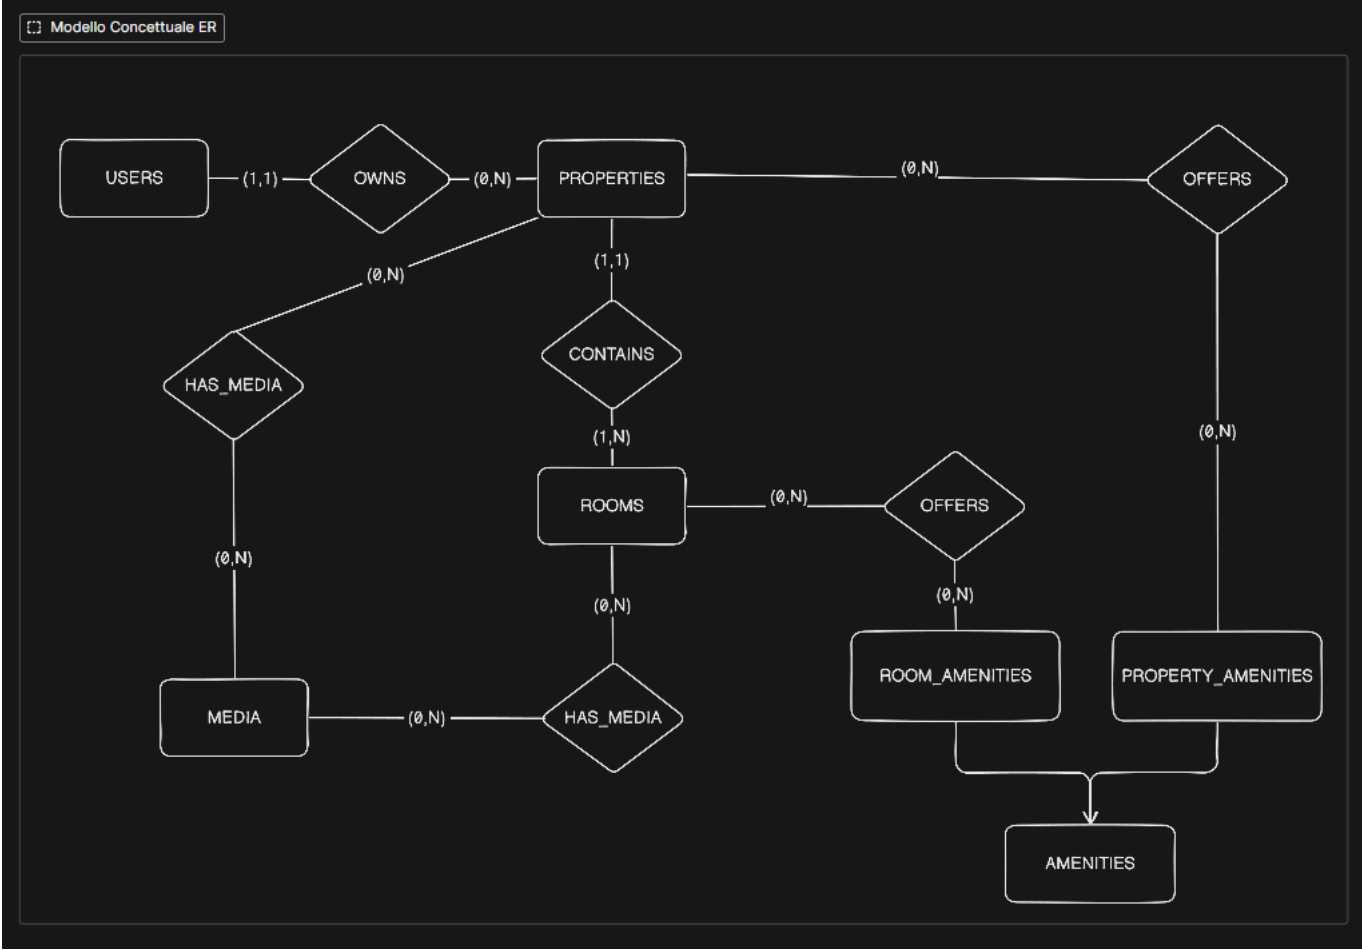 Modello Concettuale ER
USERS
(1,1)
OWNS
(0,N)
PROPERTIES
(0,N)
OFFERS
(0,N)
(1,1)
HAS_MEDIA
CONTAINS
(1,N)
(0,N)
(0,N)
ROOMS
(0,N)
OFFERS
(0,N)
(0,N)
ROOM_AMENITIES
PROPERTY_AMENITIES
MEDIA
(0,N)
HAS_MEDIA
AMENITIES